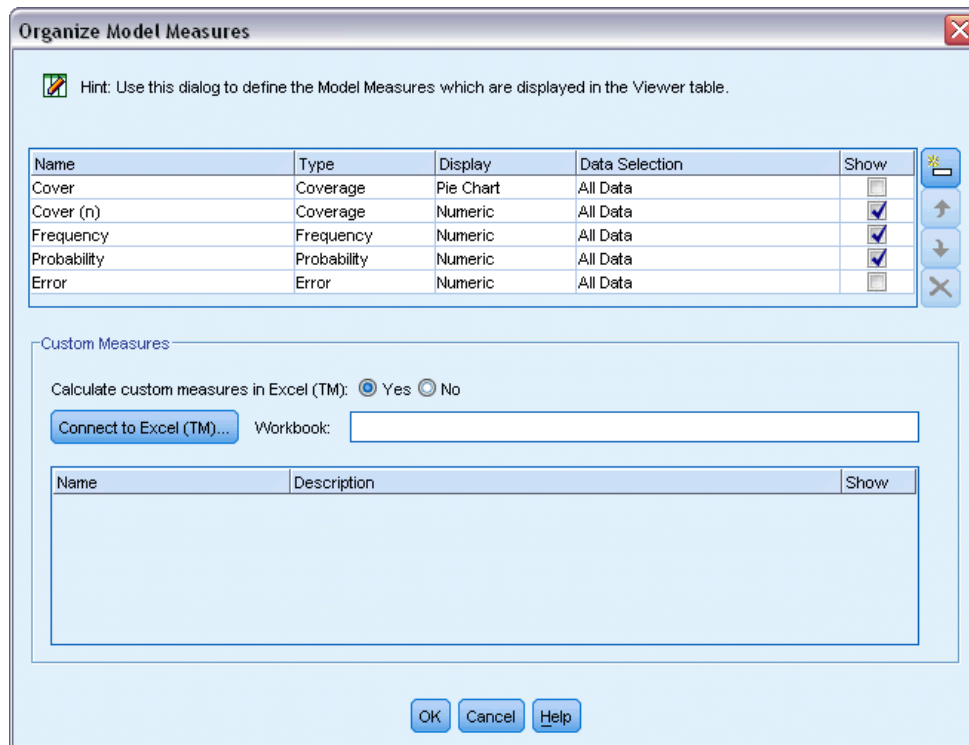 Organize Model Measures
Hint: Use this dialog to define the Model Measures which are displayed in the Viewer table.
Name Type Display Data Selection Show
Cover Coverage Pie Chart All Data
Cover (n) Coverage Numeric All Data
Frequency Frequency Numeric All Data
Probability Probability Numeric All Data
Error Error Numeric All Data
Custom Measures
Calculate custom measures in Excel (TM): Yes No
Connect to Excel (TM)... Workbook:
Name Description Show
OK Cancel Help